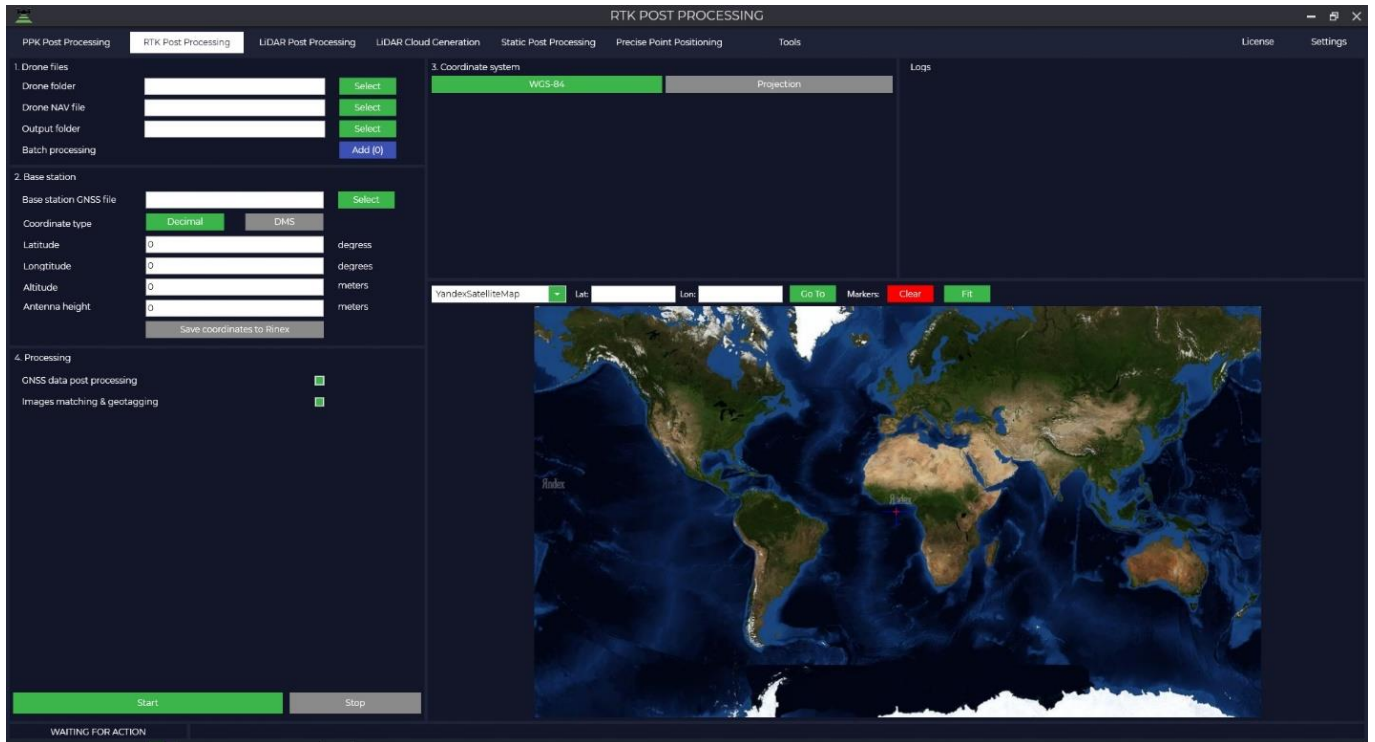 RTK POST PROCESSING
PPK Post Processing RTK Post Processing LiDAR Post Processing LiDAR Cloud Generation Static Post Processing Precise Point Positioning Tools License Settings
1. Drone files
Drone folder Select
Drone NAV file Select
Output folder Select
Batch processing Add (0)
2. Base station
Base station GNSS file Select
Coordinate type Decimal DMS
Latitude 0 degress
Longtitude 0 degrees
Altitude 0 meters
Antenna height 0 meters
Save coordinates to Rinex
4. Processing
GNSS data post processing
Images matching & geotagging
Start Stop
3. Coordinate system
WGS-84 Projection
Logs
YandexSatelliteMap Lat: Lon: Go To Markers: Clear Fit
Яndex
Яndex
WAITING FOR ACTION